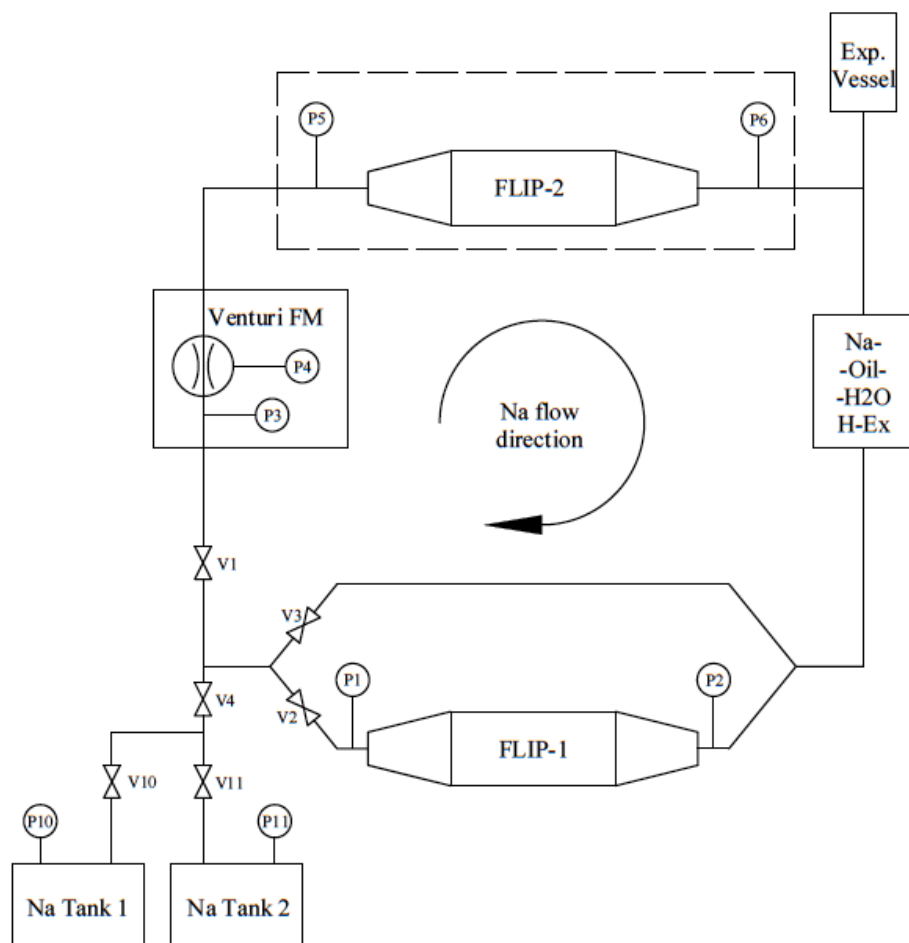 Exp.
Vessel
P5
P6
FLIP-2
Venturi FM
P4
P3
Na-
-Oil-
-H2O
H-Ex
Na flow
direction
V1
V3
P1
P2
V4
V2
FLIP-1
V10
V11
P10
P11
Na Tank 1
Na Tank 2